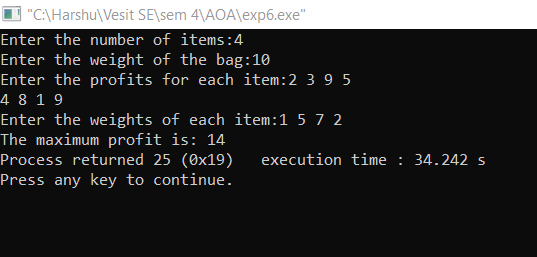 "C:\Harshu\Vesit SE\sem 4\AOA\exp6.exe"
Enter the number of items:4
Enter the weight of the bag:10
Enter the profits for each item:2 3 9 5
4 8 1 9
Enter the weights of each item:1 5 7 2
The maximum profit is: 14
Process returned 25 (0x19)   execution time : 34.242 s
Press any key to continue.